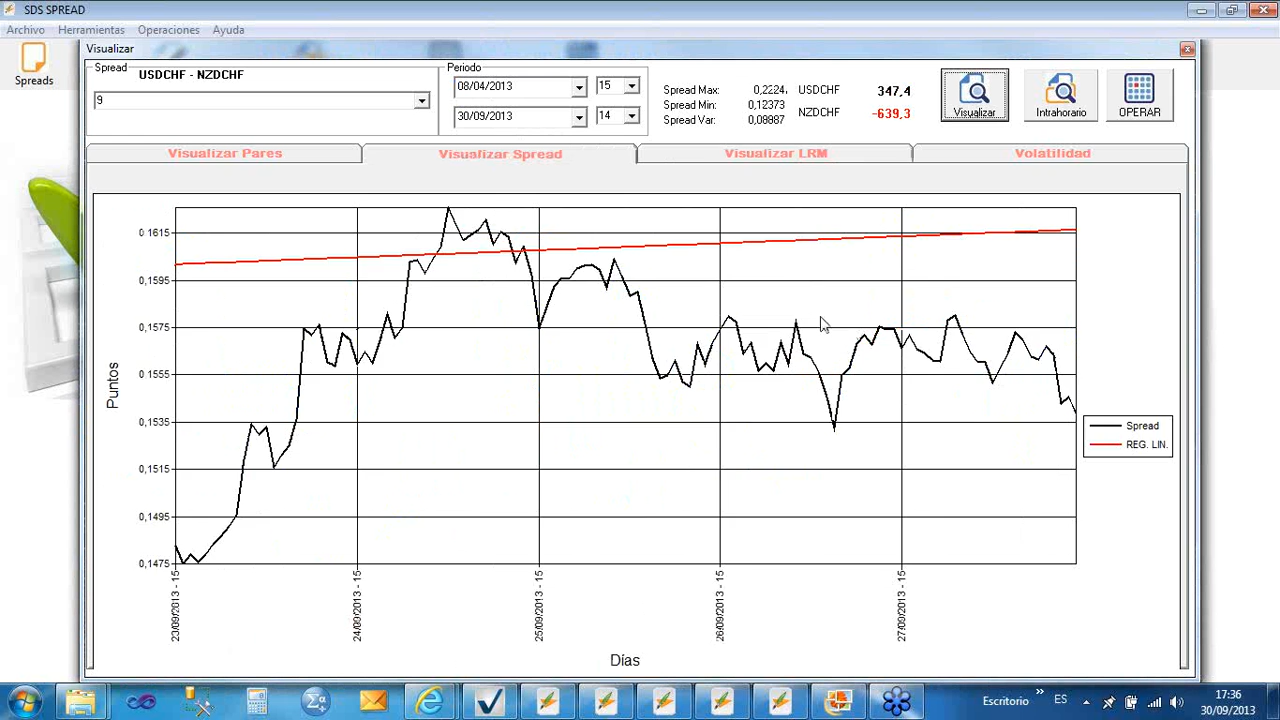 SDS SPREAD
Archivo Herramientas Operaciones Ayuda
Spreads
Visualizar
Spread
USDCHF - NZDCHF
9
Periodo
08/04/2013 15
30/09/2013 14
Spread Max: 0,2224
Spread Min: 0,12373
Spread Var: 0,08887
USDCHF 347,4
NZDCHF -639,3
Visualizar
Intrahorario
OPERAR
Visualizar Pares
Visualizar Spread
Visualizar LRM
Volatilidad
0 1615
0,1595
0,1575
0 1555
0,1535
0,1515
0,1495
0,1475
Puntos
23/09/2013 - 15
24/09/2013 - 15
25/09/2013 - 15
26/09/2013 - 15
27/09/2013 - 15
Días
Spread
REG. LIN.
Escritorio
»
ES
17:36
30/09/2013